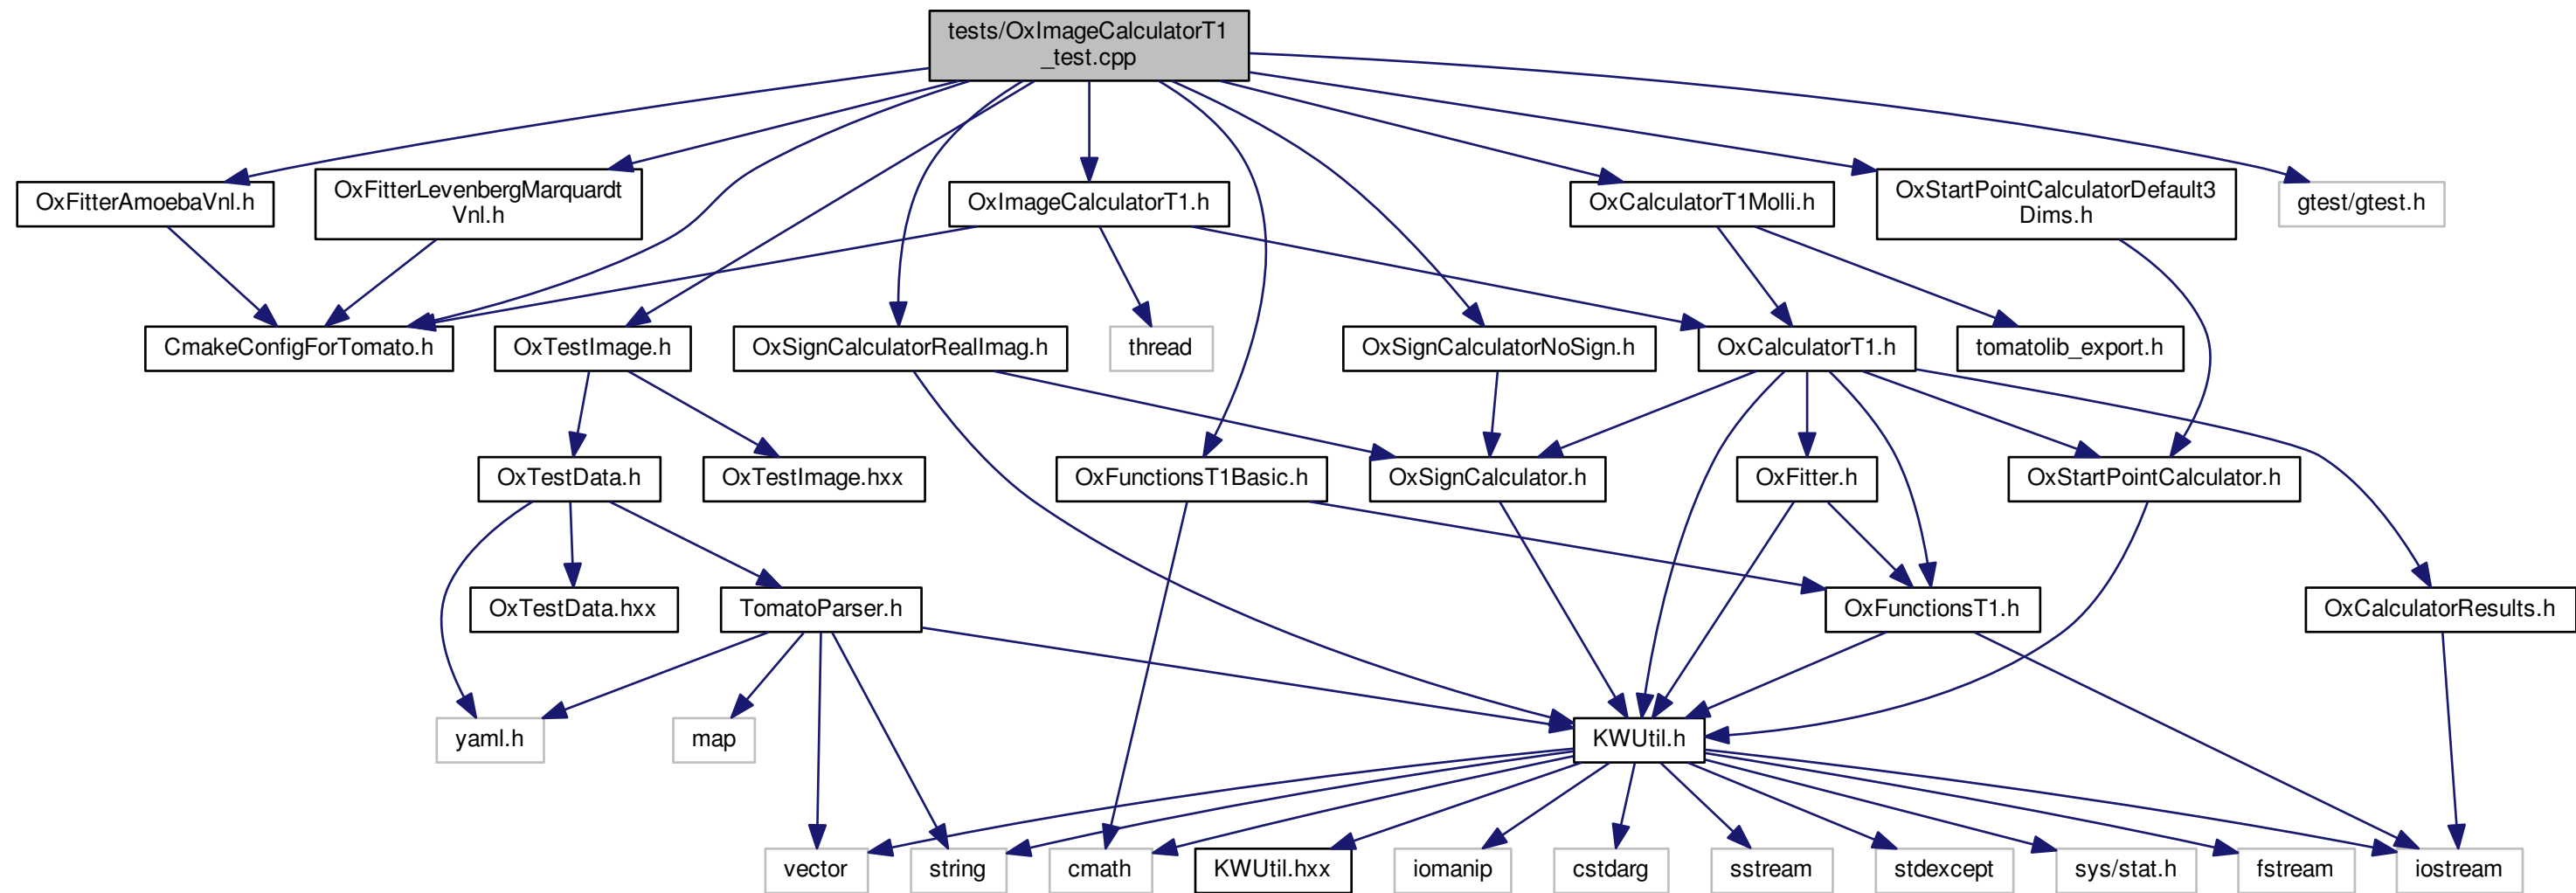 tests/OxImageCalculatorT1
_test.cpp
OxFitterAmoebaVnl.h
OxFitterLevenbergMarquardt
Vnl.h
OxImageCalculatorT1.h
OxCalculatorT1Molli.h
OxStartPointCalculatorDefault3
Dims.h
gtest/gtest.h
CmakeConfigForTomato.h
OxTestImage.h
OxSignCalculatorRealImag.h
thread
OxSignCalculatorNoSign.h
OxCalculatorT1.h
tomatolib_export.h
OxTestData.h
OxTestImage.hxx
OxFunctionsT1Basic.h
OxSignCalculator.h
OxFitter.h
OxStartPointCalculator.h
OxTestData.hxx
TomatoParser.h
OxFunctionsT1.h
OxCalculatorResults.h
yaml.h
map
KWUtil.h
vector
string
cmath
KWUtil.hxx
iomanip
cstdarg
sstream
stdexcept
sys/stat.h
fstream
iostream